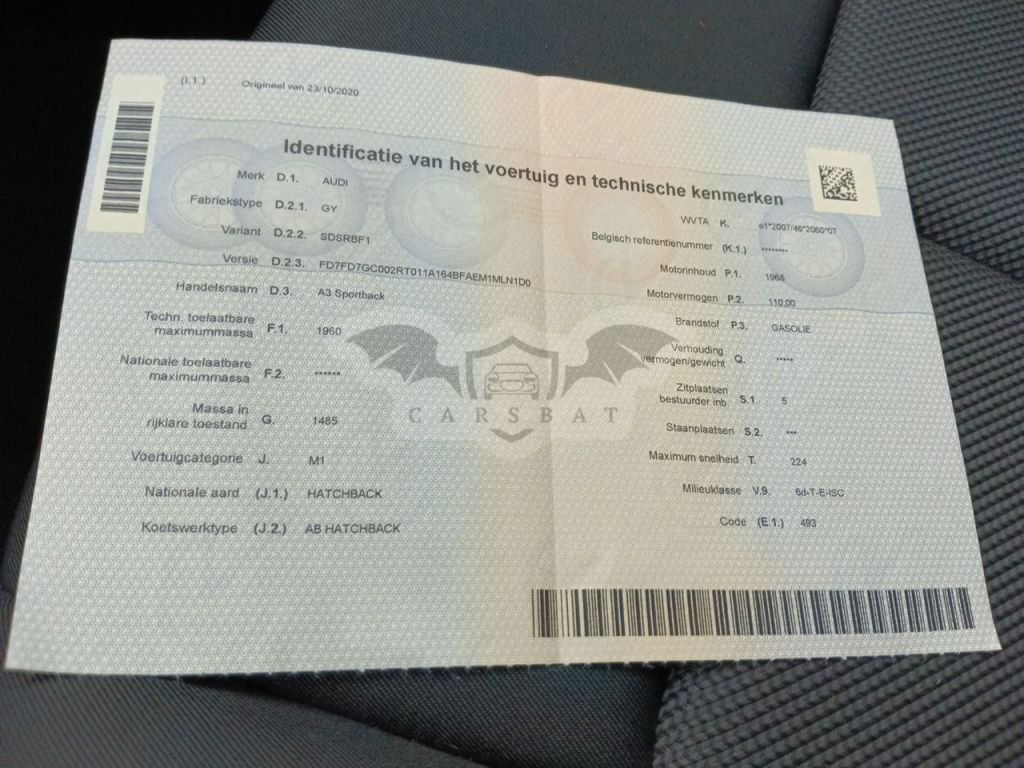 (I.1.) Origineel van 23/10/2020
Identificatie van het voertuig en technische kenmerken
Merk D.1. AUDI
Fabriekstype D.2.1. GY
Variant D.2.2. SDSRBF1
Versie D.2.3. FD7FD7GC002RT011A164BFAEM1MLN1D0
Handelsnaam D.3. A3 Sportback
Techn. toelaatbare
maximummassa F.1. 1960
Nationale toelaatbare
maximummassa F.2. ******
Massa in
rijklare toestand G. 1485
Voertuigcategorie J. M1
Nationale aard (J.1.) HATCHBACK
Koetswerktype (J.2.) AB HATCHBACK
WVTA K. e1*2007/46*2060*07
Belgisch referentienummer (K.1.) ********
Motorinhoud P.1. 1968
Motorvermogen P.2. 110,00
Brandstof P.3. GASOLIE
Verhouding
vermogen/gewicht Q. *****
Zitplaatsen
bestuurder inb. S.1. 5
Staanplaatsen S.2. ***
Maximum snelheid T. 224
Milieuklasse V.9. 6d-T-E-ISC
Code (E.1.) 493
CARSBAT